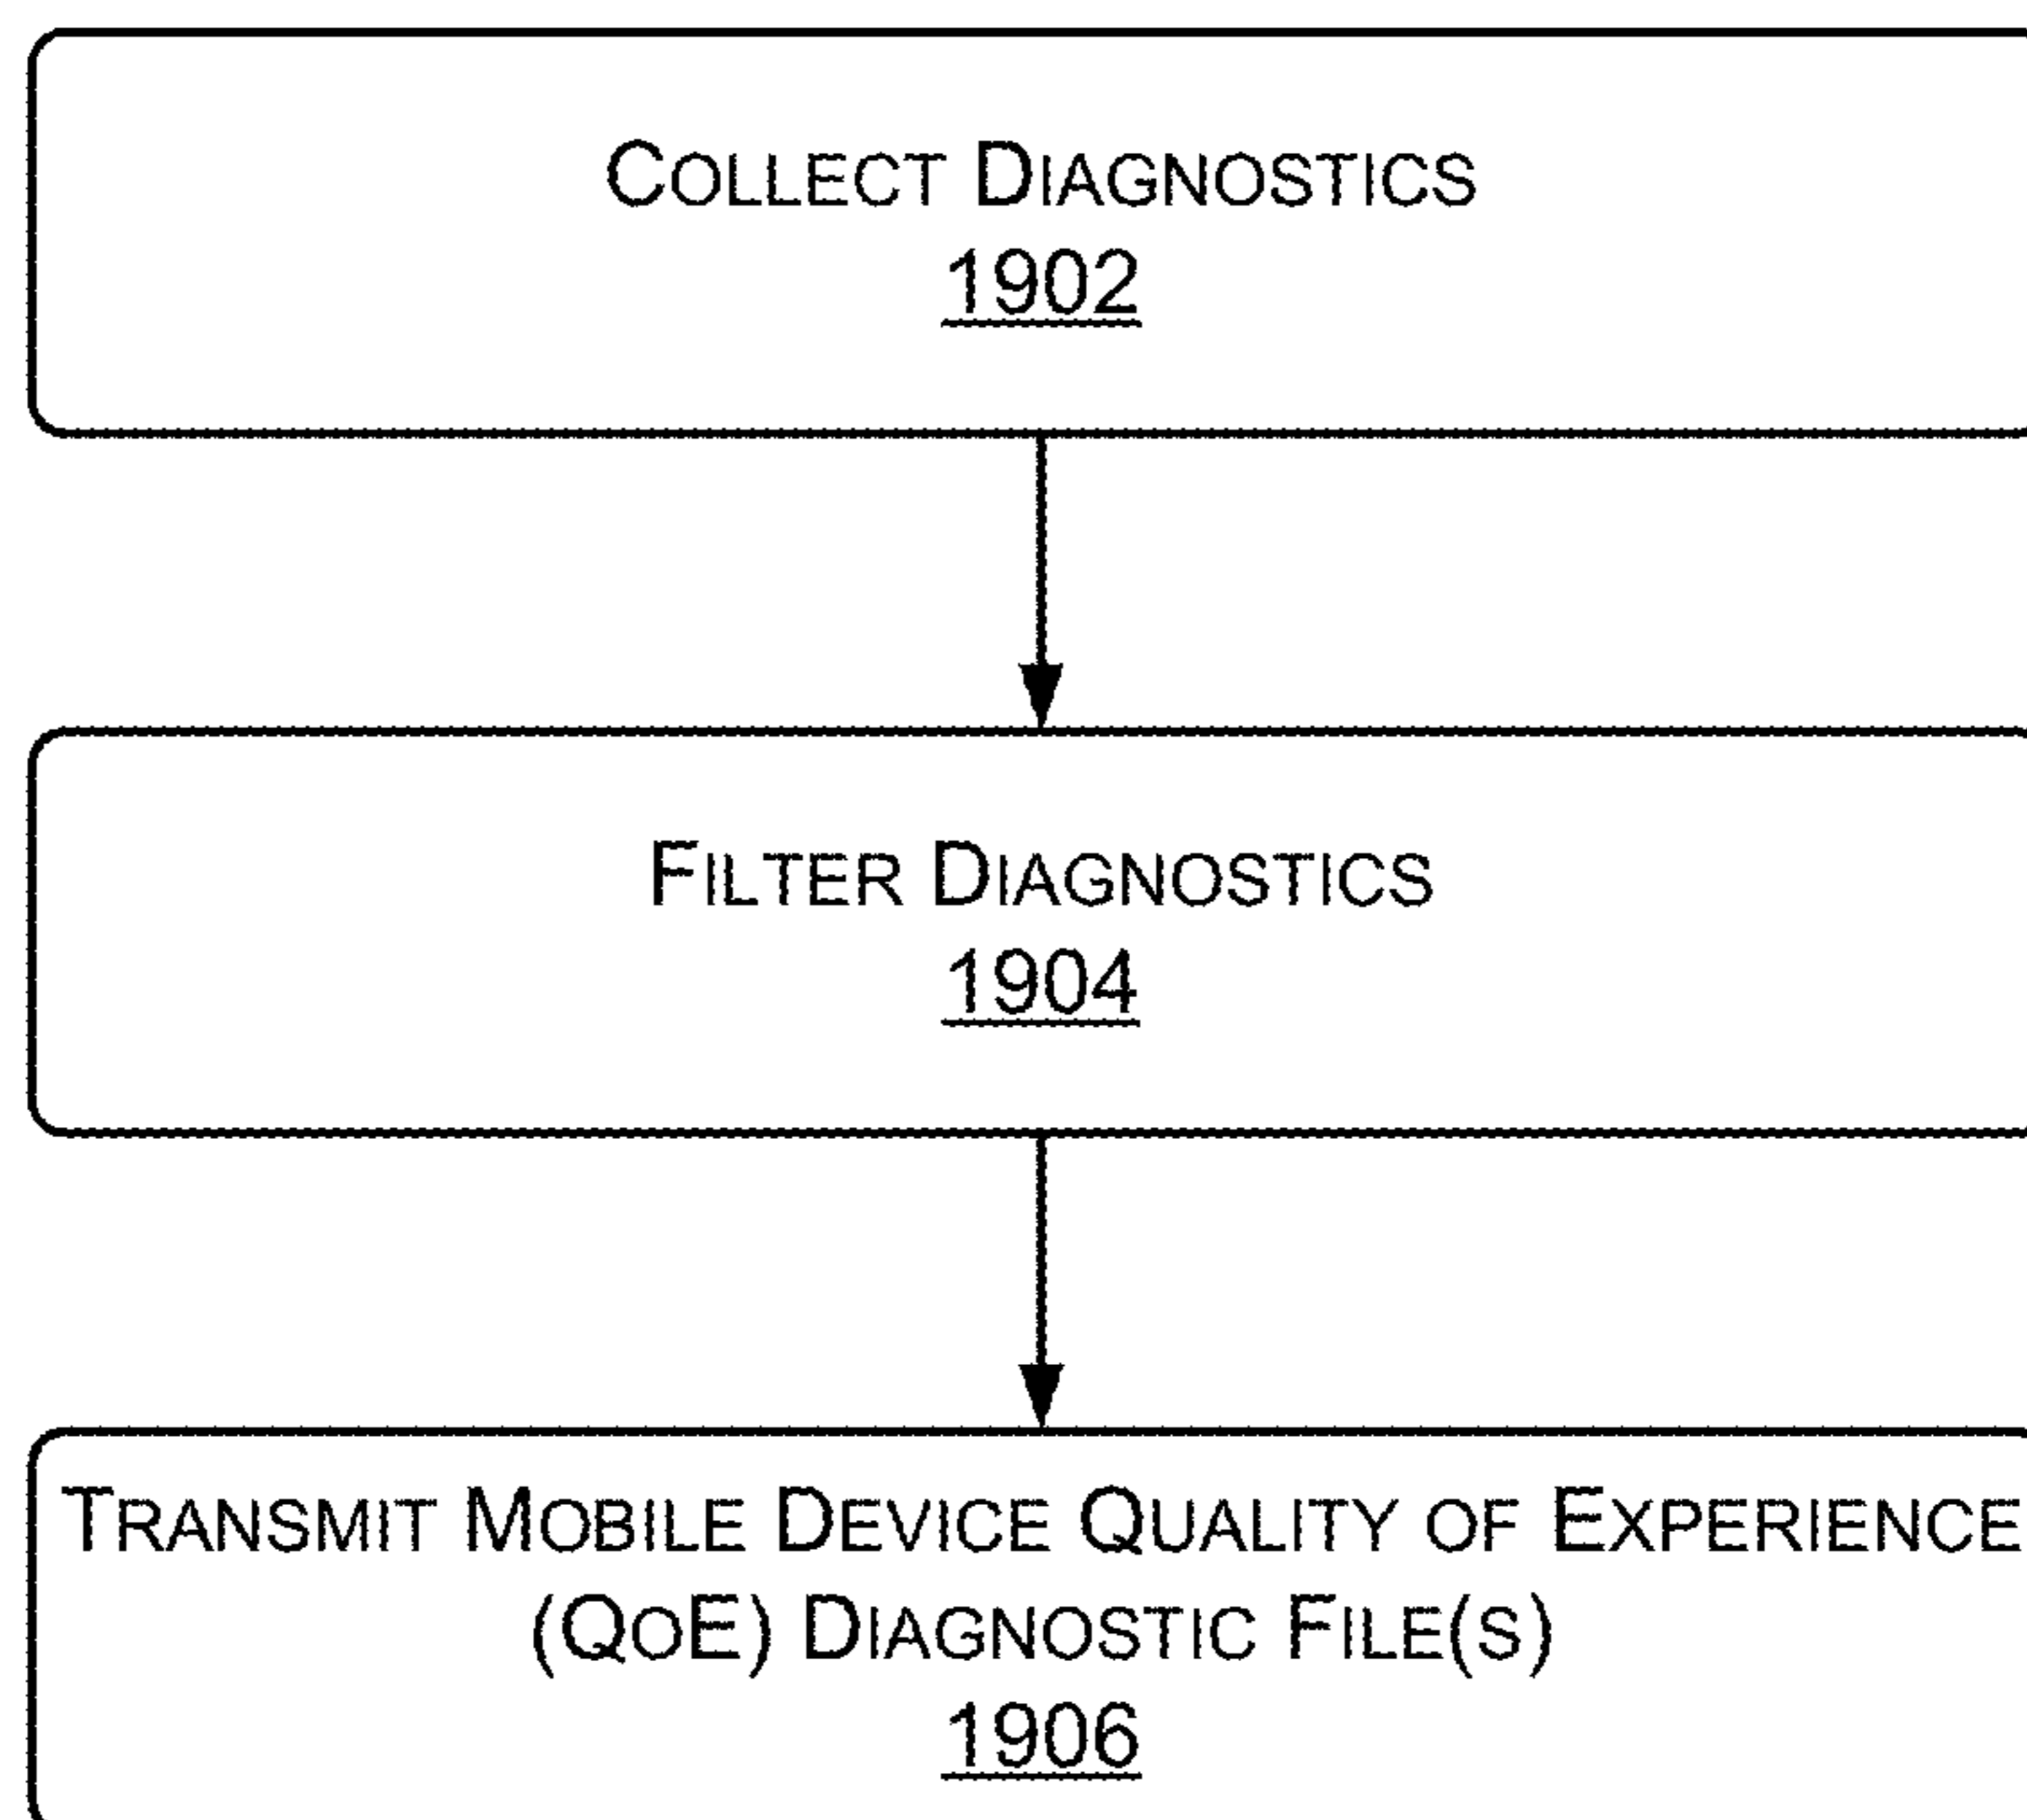 COLLECT DIAGNOSTICS
1902
FILTER DIAGNOSTICS
1904
TRANSMIT MOBILE DEVICE QUALITY OF EXPERIENCE
(QOE) DIAGNOSTIC FILE(S)
1906